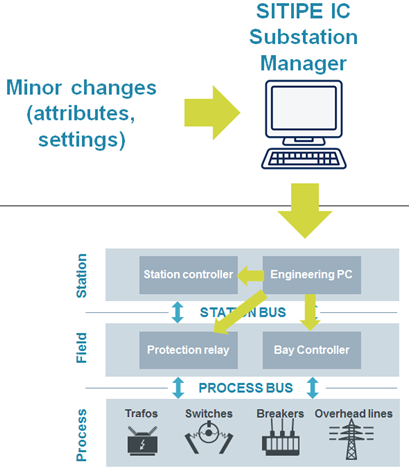 SITIPE IC
Substation
Manager
Minor changes
(attributes,
settings)
Station
Station controller
Engineering PC
STATION BUS
Field
Protection relay
Bay Controller
PROCESS BUS
Process
Trafos
Switches
Breakers
Overhead lines